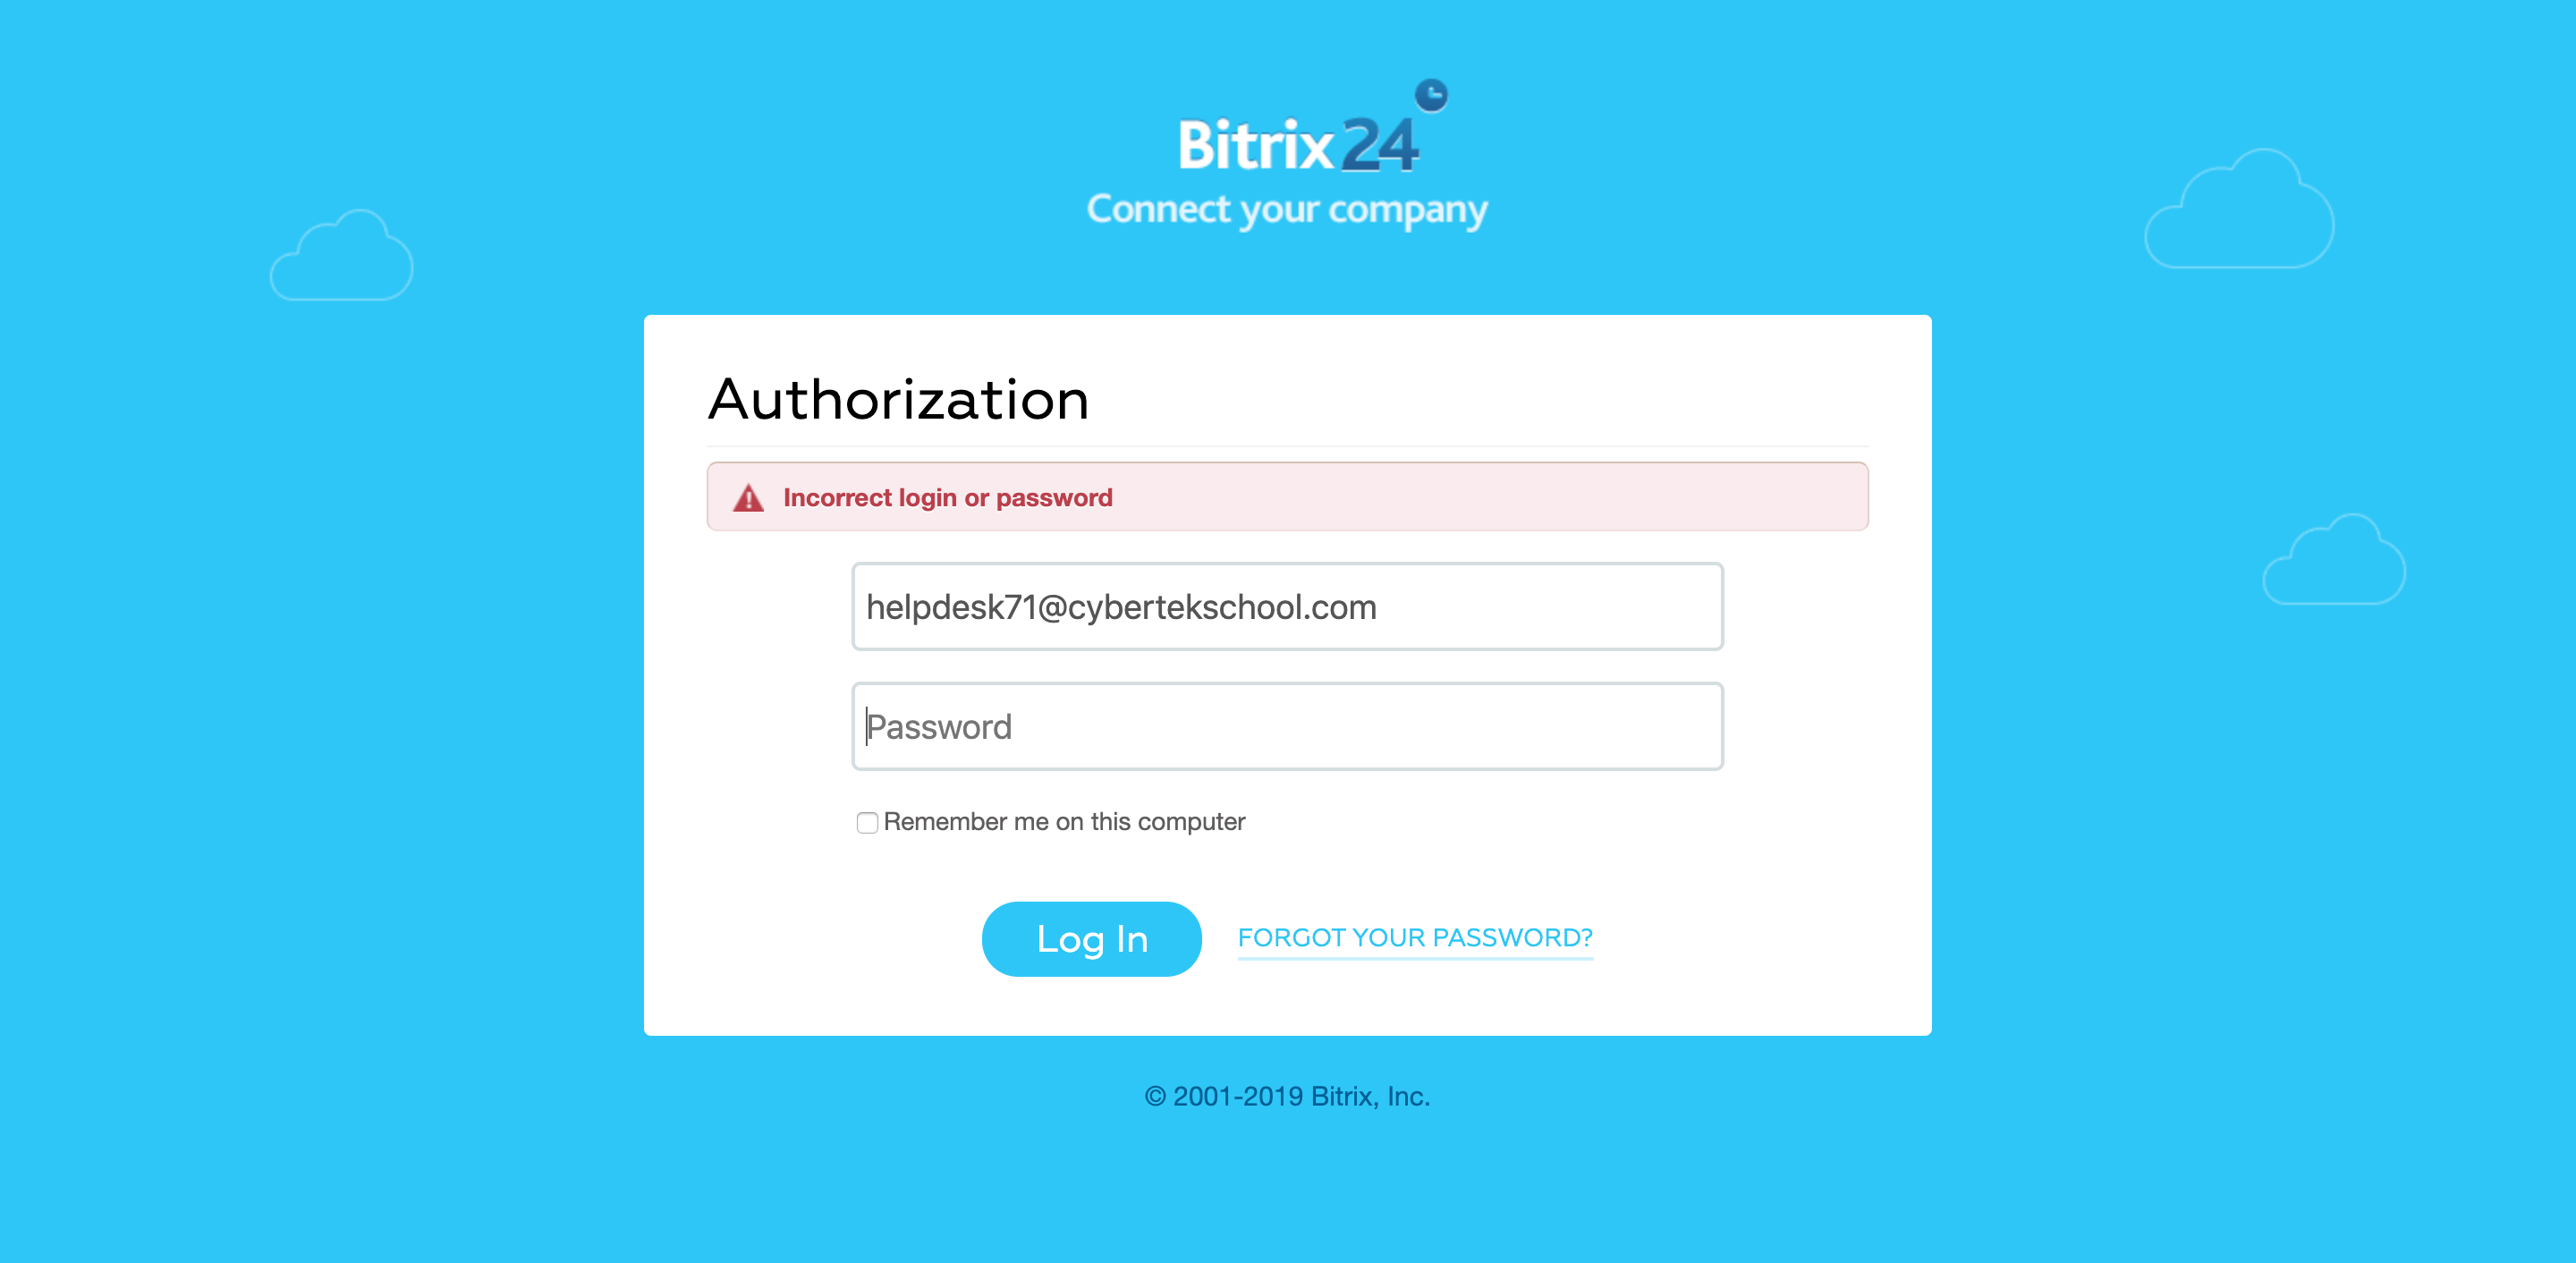 Bitrix24
Connect your company
Authorization
Incorrect login or password
helpdesk71@cybertekschool.com
Password
Remember me on this computer
Log In
FORGOT YOUR PASSWORD?
© 2001-2019 Bitrix, Inc.